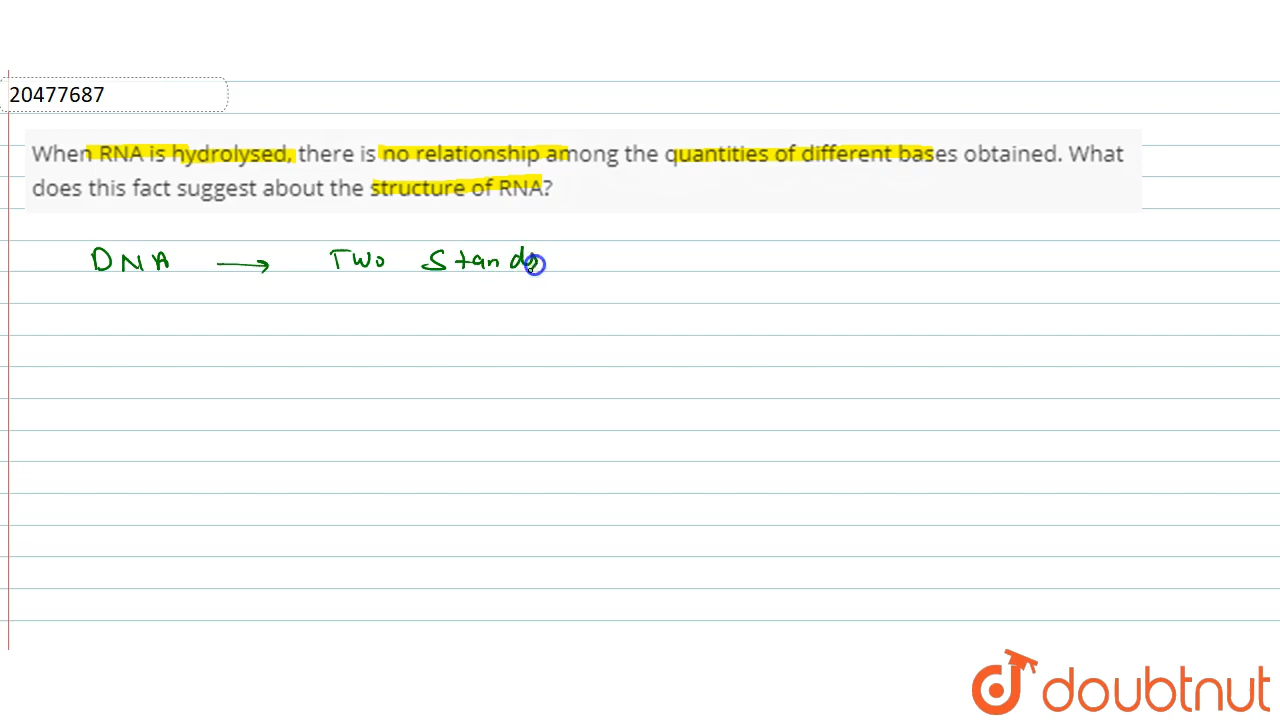 20477687
When RNA is hydrolysed, there is no relationship among the quantities of different bases obtained. What
does this fact suggest about the structure of RNA?
DNA → Two Stands
doubtnut